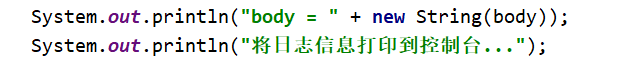 System.out.println("body = " + new String(body));
System.out.println("将日志信息打印到控制台...");